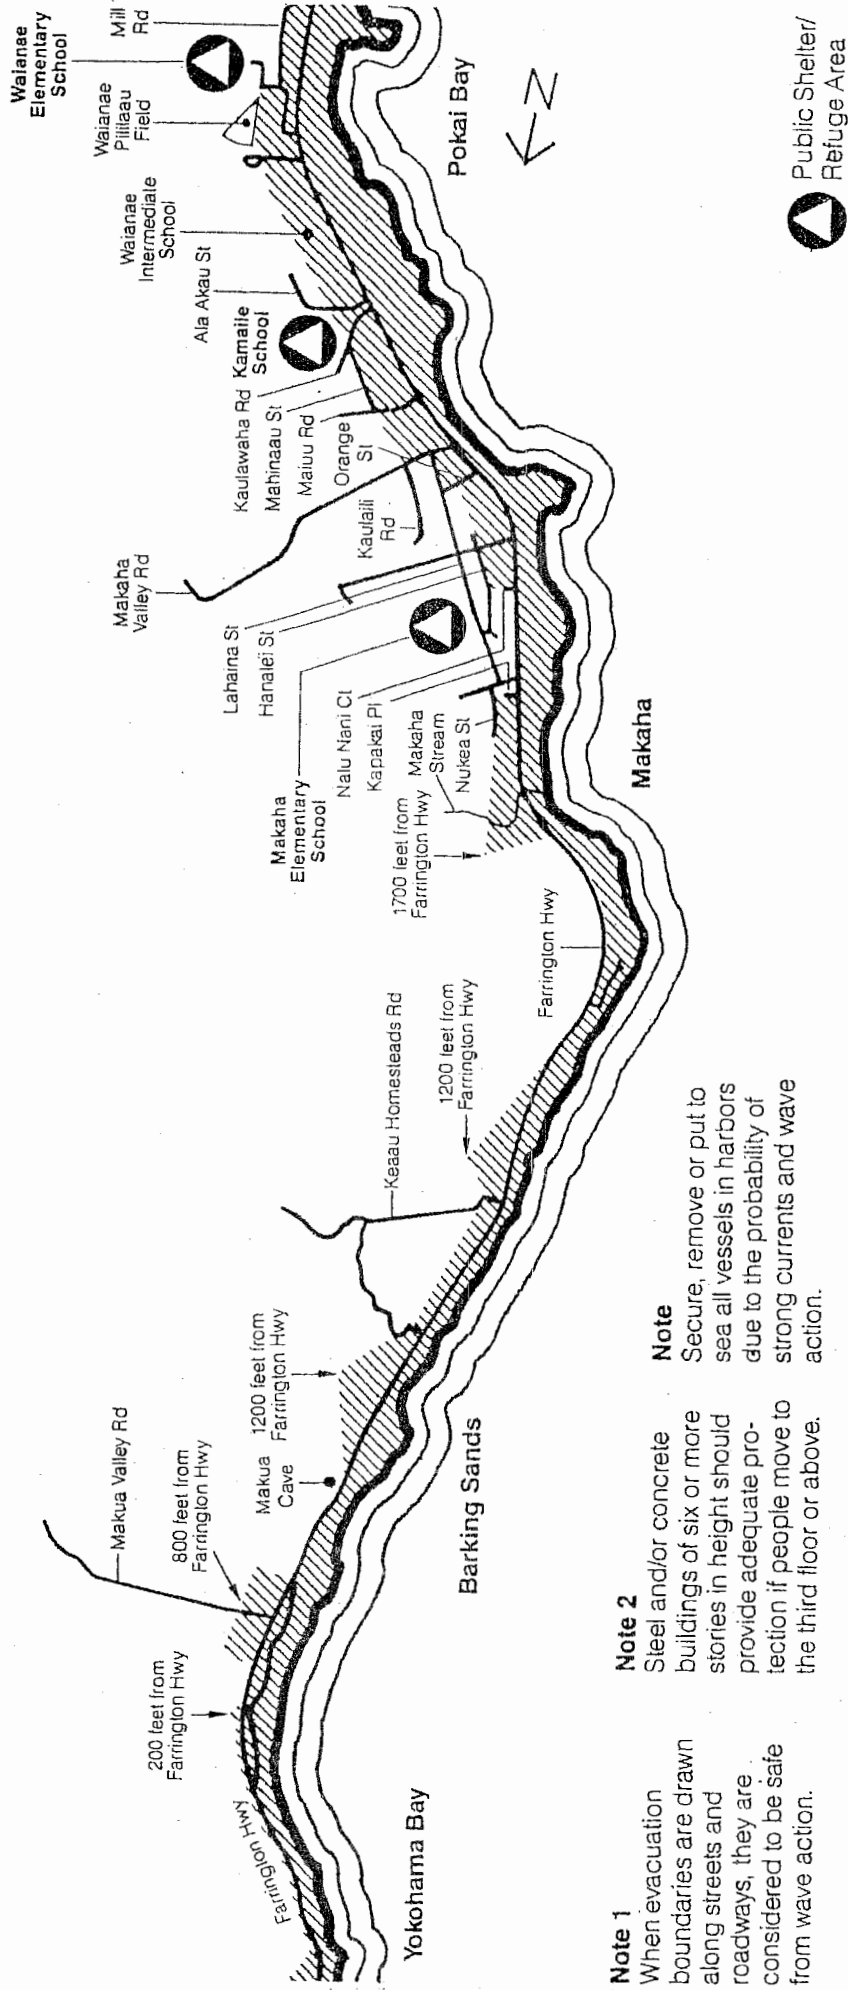 Waianae
Elementary
School
Mill
Rd
Waianae
Pililaau
Field
Waianae
Intermediate
School
Ala Akau St
Kamaile
School
Kaulawaha Rd
Mahinaau St
Maiuu Rd
Orange
St
Kaulaili
Rd
Makaha
Valley Rd
Lahaina St
Hanalei St
Makaha
Elementary
School
Nalu Nani Ct
Kapakai Pl
Makaha
Stream
Nukea St
1700 feet from
Farrington Hwy
Farrington Hwy
1200 feet from
Farrington Hwy
Keaau Homesteads Rd
1200 feet from
Farrington Hwy
Makua
Cave
Makua Valley Rd
800 feet from
Farrington Hwy
200 feet from
Farrington Hwy
Farrington Hwy
Yokohama Bay
Barking Sands
Makaha
Pokai Bay
N
Public Shelter/
Refuge Area
Note 1
When evacuation
boundaries are drawn
along streets and
roadways, they are
considered to be safe
from wave action.
Note 2
Steel and/or concrete
buildings of six or more
stories in height should
provide adequate pro-
tection if people move to
the third floor or above.
Note
Secure, remove or put to
sea all vessels in harbors
due to the probability of
strong currents and wave
action.